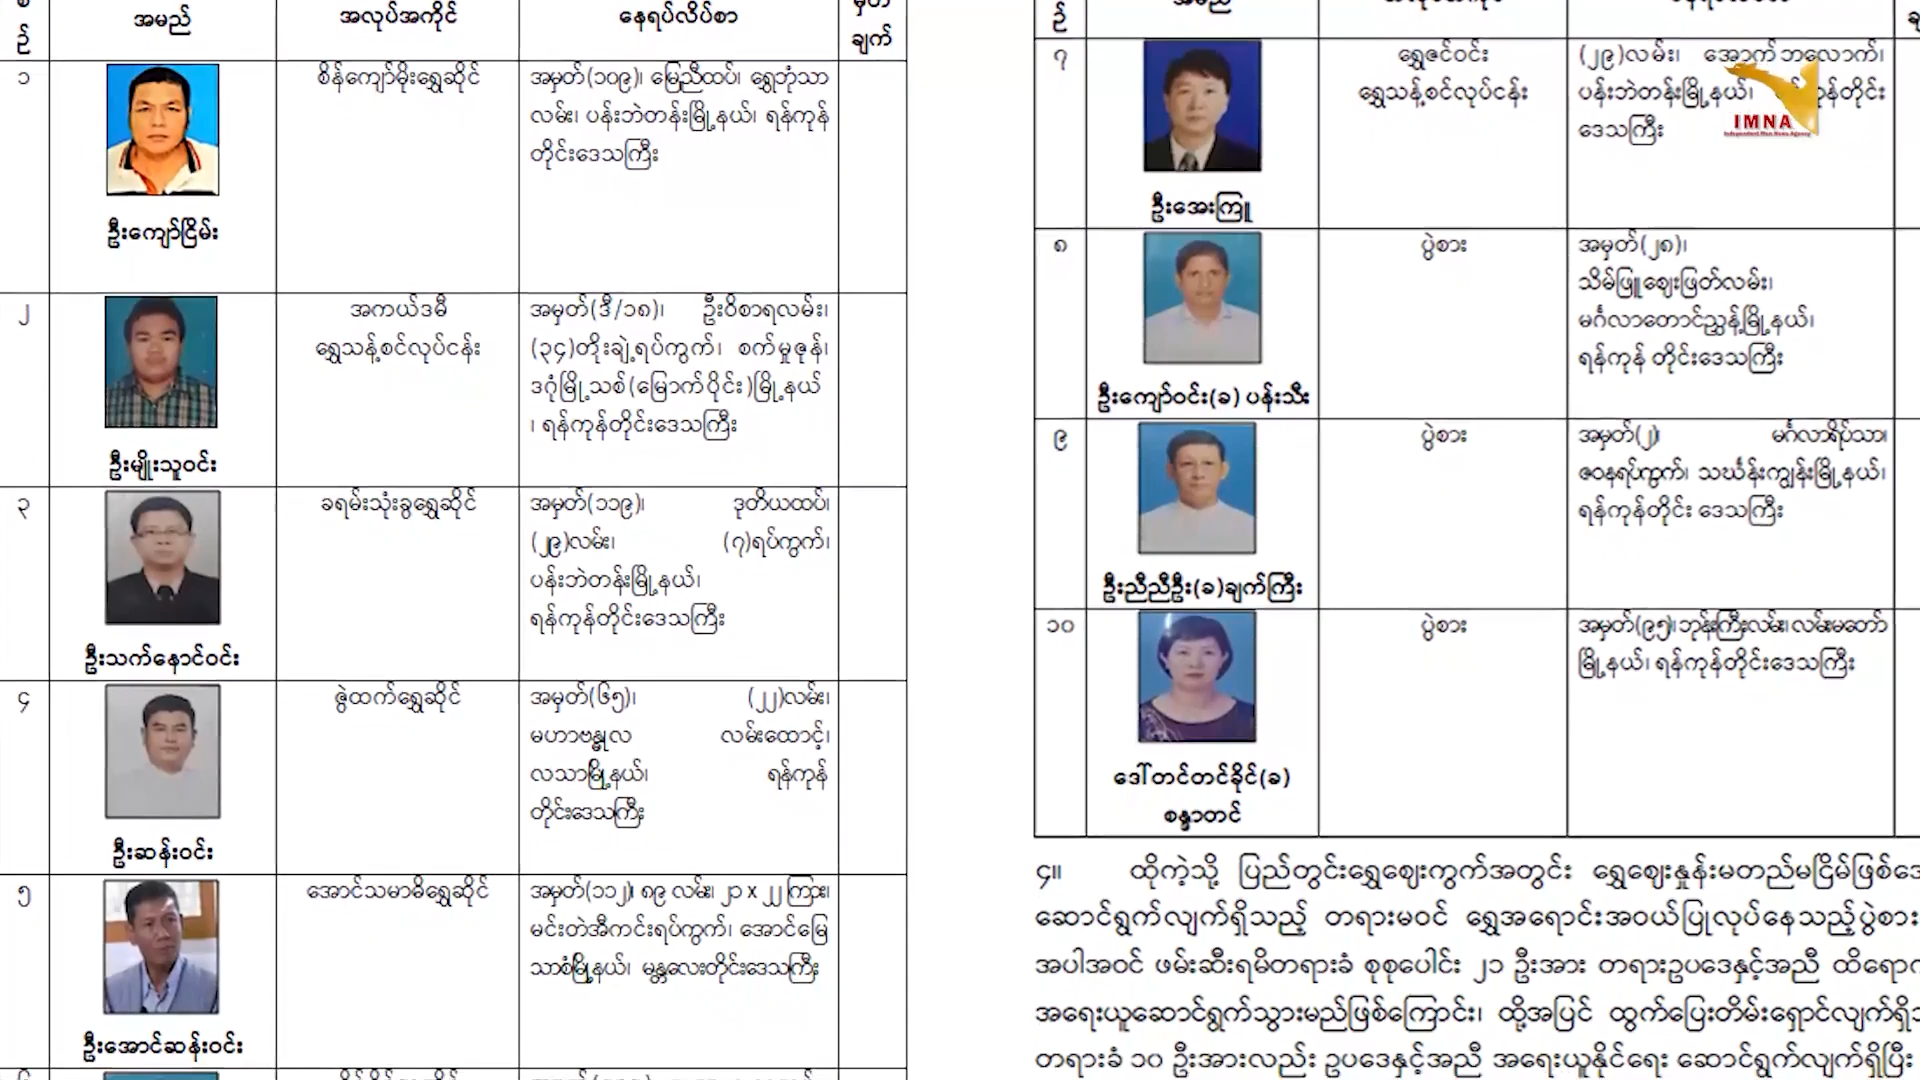 အမည်
အလုပ်အကိုင်
နေရပ်လိပ်စာ
မှတ်
ချက်
စ
ဉ်
၁
ဦးကျော်ငြိမ်း
စိန်ကျော်မိုးရွှေဆိုင်
အမှတ်(၁၀၉)၊ မြေညီထပ်၊ ရွှေဘုံသာ
လမ်း၊ ပန်းဘဲတန်းမြို့နယ်၊ ရန်ကုန်
တိုင်းဒေသကြီး
၂
ဦးမျိုးသူဝင်း
အကယ်ဒမီ
ရွှေသန့်စင်လုပ်ငန်း
အမှတ်(ဒီ/၁၈)၊ ဦးဝိစာရလမ်း၊
(၃၄)တိုးချဲ့ရပ်ကွက်၊ စက်မှုဇုန်၊
ဒဂုံမြို့သစ်(မြောက်ပိုင်း)မြို့နယ်
၊ ရန်ကုန်တိုင်းဒေသကြီး
၃
ဦးသက်နောင်ဝင်း
ခရမ်းသုံးခွရွှေဆိုင်
အမှတ်(၁၁၉)၊ ဒုတိယထပ်၊
(၂၉)လမ်း၊ (၇)ရပ်ကွက်၊
ပန်းဘဲတန်းမြို့နယ်၊
ရန်ကုန်တိုင်းဒေသကြီး
၄
ဦးဆန်းဝင်း
ဇွဲထက်ရွှေဆိုင်
အမှတ်(၆၅)၊ (၂၂)လမ်း၊
မဟာဗန္ဓုလ လမ်းထောင့်၊
လသာမြို့နယ်၊ ရန်ကုန်
တိုင်းဒေသကြီး
၅
ဦးအောင်ဆန်းဝင်း
အောင်သမာဓိရွှေဆိုင်
အမှတ်(၁၁၂)၊ ၈၉ လမ်း၊ ၂၁ x ၂၂ ကြား၊
မင်းတဲအီကင်းရပ်ကွက်၊ အောင်မြေ
သာစံမြို့နယ်၊ မန္တလေးတိုင်းဒေသကြီး
ဉ်
၇
ဦးအေးကြူ
ရွှေဇင်ဝင်း
ရွှေသန့်စင်လုပ်ငန်း
(၂၉)လမ်း၊ အောက်ဘလောက်၊
ပန်းဘဲတန်းမြို့နယ်၊ ကုန်တိုင်း
ဒေသကြီး
IMNA
Independent Mon News Agency
၈
ဦးကျော်ဝင်း(ခ) ပန်းသီး
ပွဲစား
အမှတ်(၂၈)၊
သိမ်ဖြူဈေးဖြတ်လမ်း၊
မင်္ဂလာတောင်ညွန့်မြို့နယ်၊
ရန်ကုန် တိုင်းဒေသကြီး
၉
ဦးညီညီဦး(ခ)ချက်ကြီး
ပွဲစား
အမှတ်(၂)၊ မင်္ဂလာရိပ်သာ၊
ဇဝနရပ်ကွက်၊ သင်္ဃန်းကျွန်းမြို့နယ်၊
ရန်ကုန်တိုင်း ဒေသကြီး
၁၀
ဒေါ်တင်တင်ခိုင်(ခ)
စန္ဒာတင်
ပွဲစား
အမှတ်(၉၅)၊ဘုန်းကြီးလမ်း၊လမ်းမတော်
မြို့နယ်၊ ရန်ကုန်တိုင်းဒေသကြီး
၄။ ထိုကဲ့သို့ ပြည်တွင်းရွှေဈေးကွက်အတွင်း ရွှေဈေးနှုန်းမတည်မငြိမ်ဖြစ်အေ
ဆောင်ရွက်လျက်ရှိသည့် တရားမဝင် ရွှေအရောင်းအဝယ်ပြုလုပ်နေသည့်ပွဲစား
အပါအဝင် ဖမ်းဆီးရမိတရားခံ စုစုပေါင်း ၂၁ ဦးအား တရားဥပဒေနှင့်အညီ ထိရောက်
အရေးယူဆောင်ရွက်သွားမည်ဖြစ်ကြောင်း၊ ထို့အပြင် ထွက်ပြေးတိမ်းရှောင်လျက်ရှိသ
တရားခံ ၁၀ ဦးအားလည်း ဥပဒေနှင့်အညီ အရေးယူနိုင်ရေး ဆောင်ရွက်လျက်ရှိပြီး